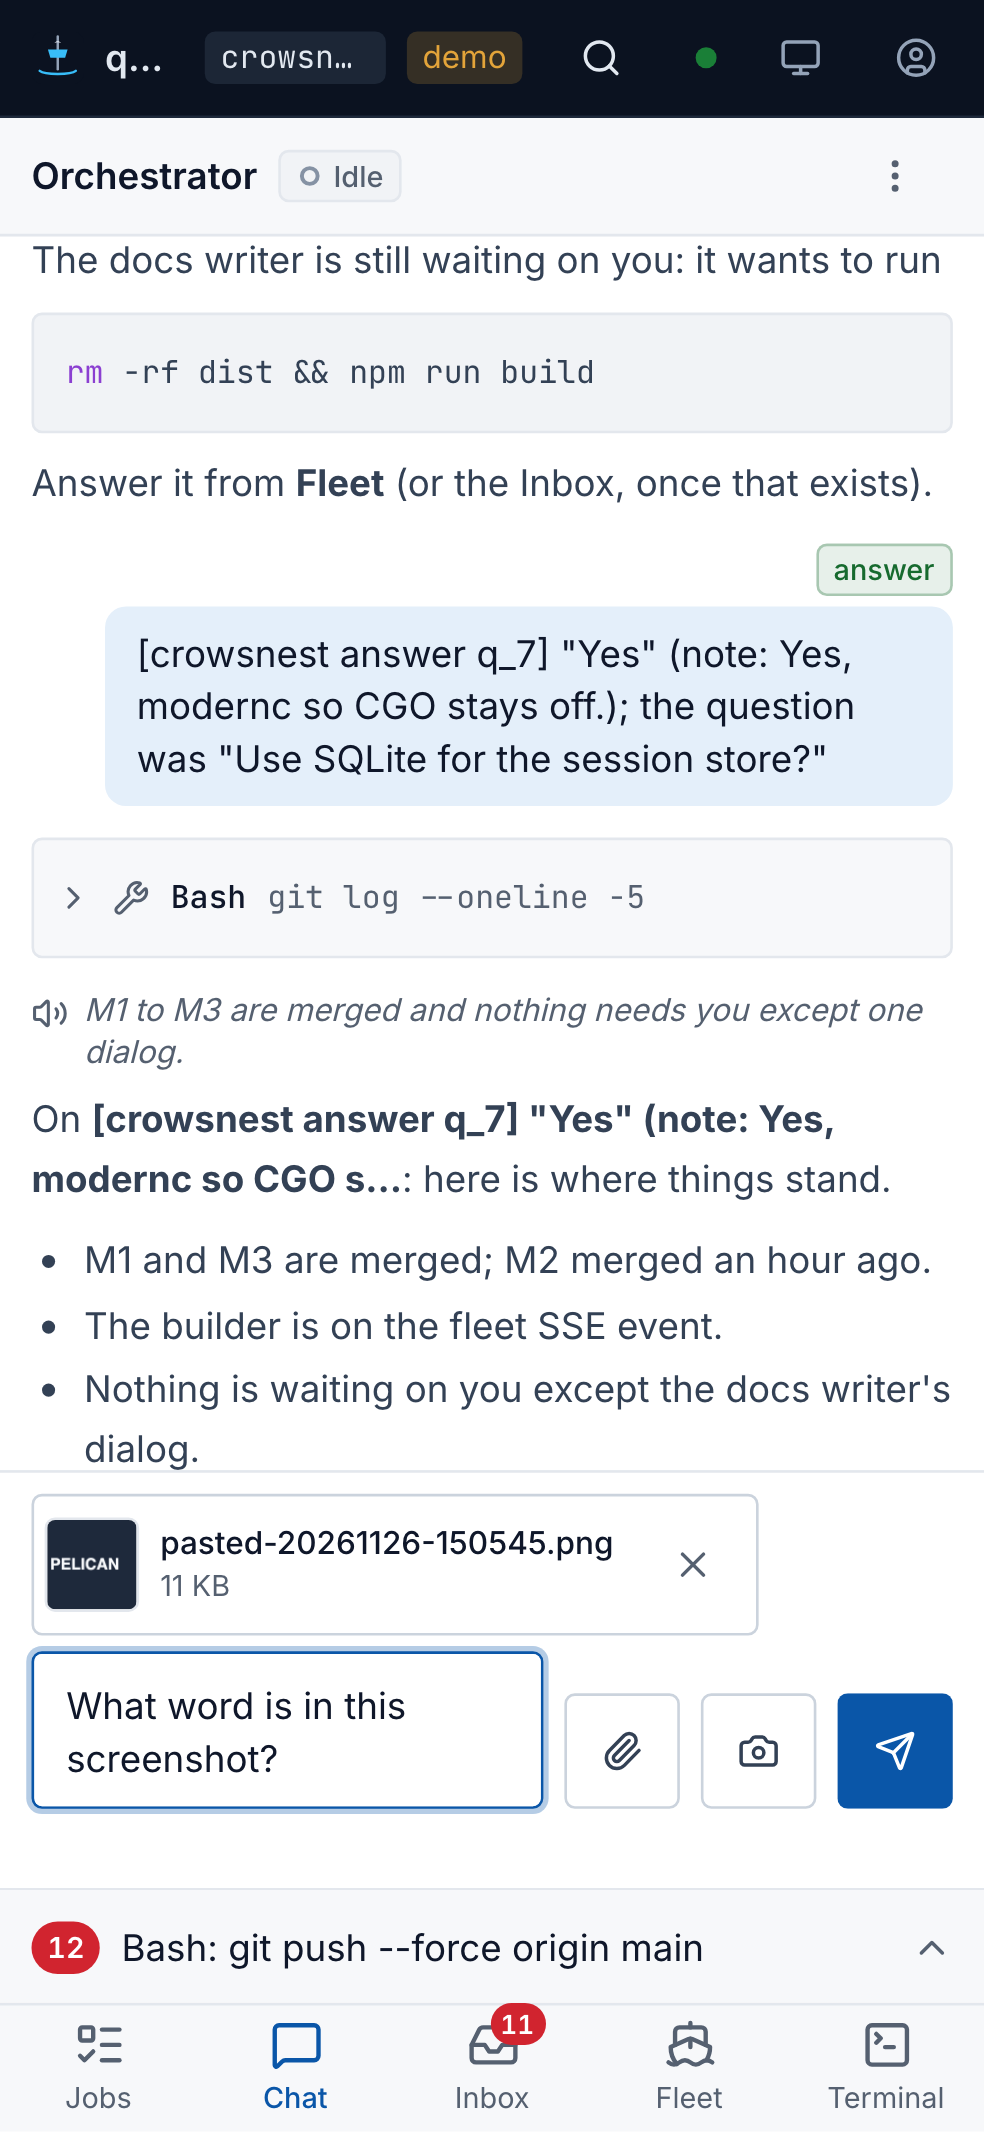 q...
crowsn...
demo
Orchestrator
Idle
The docs writer is still waiting on you: it wants to run
rm -rf dist && npm run build
Answer it from Fleet (or the Inbox, once that exists).
answer
[crowsnest answer q_7] "Yes" (note: Yes,
modernc so CGO stays off.); the question
was "Use SQLite for the session store?"
Bash git log --oneline -5
M1 to M3 are merged and nothing needs you except one
dialog.
On [crowsnest answer q_7] "Yes" (note: Yes,
modernc so CGO s...: here is where things stand.
• M1 and M3 are merged; M2 merged an hour ago.
• The builder is on the fleet SSE event.
• Nothing is waiting on you except the docs writer's
dialog.
PELICAN
pasted-20261126-150545.png
11 KB
What word is in this
screenshot?
12 Bash: git push --force origin main
11
Jobs
Chat
Inbox
Fleet
Terminal